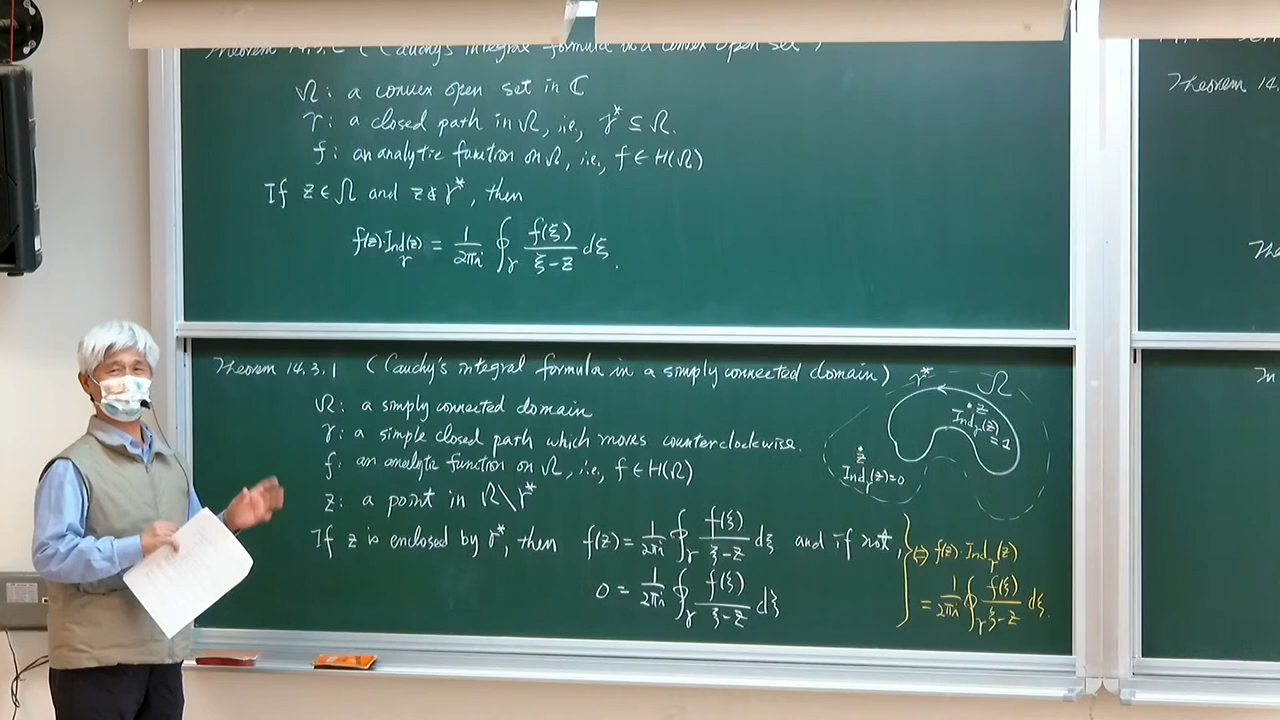 (Cauchy's integral formula in a convex open set)
Ω: a convex open set in ℂ
γ: a closed path in Ω, i.e., γ* ⊆ Ω.
f: an analytic function on Ω, i.e., f ∈ H(Ω)
If z ∈ Ω and z ∉ γ*, then
f(z)·Ind_γ(z) = 1/2πi ∮_γ f(ξ)/(ξ−z) dξ.
Theorem 14.3.1 (Cauchy's integral formula in a simply connected domain)
Ω: a simply connected domain
γ: a simple closed path which moves counterclockwise.
f: an analytic function on Ω, i.e., f ∈ H(Ω)
z: a point in Ω\γ*
If z is enclosed by γ*, then f(z) = 1/2πi ∮_γ f(ξ)/(ξ−z) dξ and if not,
0 = 1/2πi ∮_γ f(ξ)/(ξ−z) dξ
⇔ f(z)·Ind_γ(z)
= 1/2πi ∮_γ f(ξ)/(ξ−z) dξ.
γ* Ω
z
Ind_γ(z)
= 1
z
Ind_γ(z)=0
Theorem 14.
In